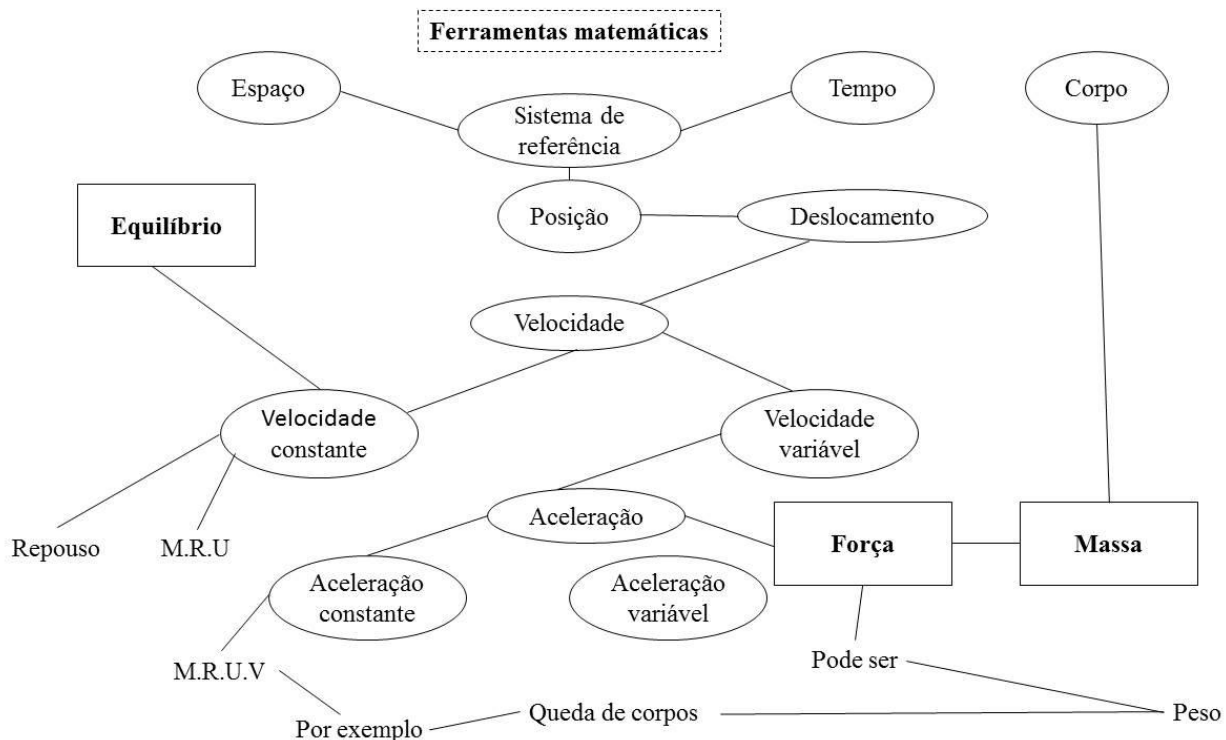 Ferramentas matemáticas
Espaço
Tempo
Corpo
Sistema de
referência
Equilíbrio
Posição
Deslocamento
Velocidade
Velocidade
constante
Velocidade
variável
Aceleração
Repouso
M.R.U
Força
Massa
Aceleração
constante
Aceleração
variável
M.R.U.V
Pode ser
Por exemplo
Queda de corpos
Peso